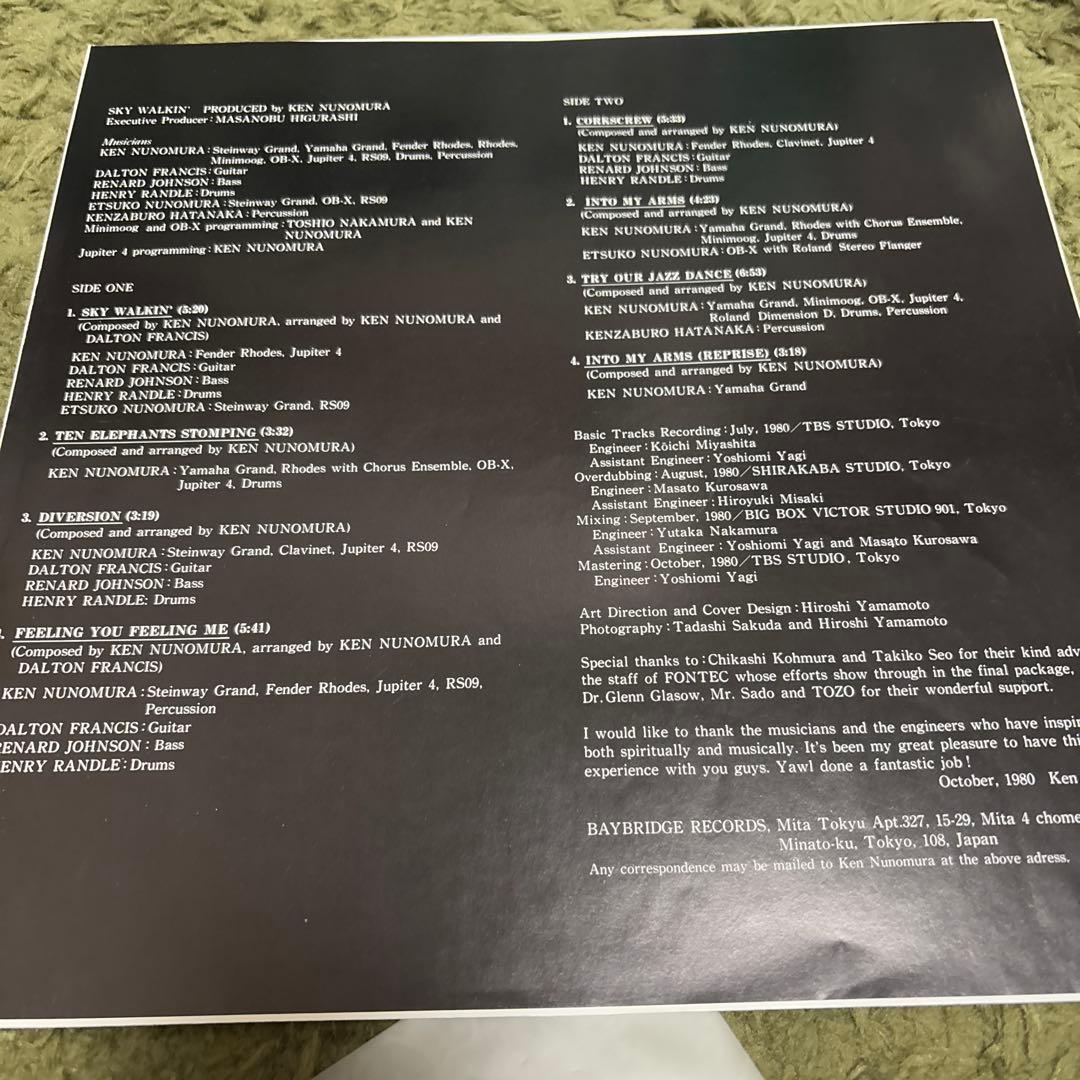 SKY WALKIN' PRODUCED by KEN NUNOMURA
Executive Producer : MASANOBU HIGURASHI
Musicians
KEN NUNOMURA : Steinway Grand, Yamaha Grand, Fender Rhodes, Rhodes,
Minimoog, OB-X, Jupiter 4, RS09, Drums, Percussion
DALTON FRANCIS : Guitar
RENARD JOHNSON : Bass
HENRY RANDLE : Drums
ETSUKO NUNOMURA : Steinway Grand, OB-X, RS09
KENZABURO HATANAKA : Percussion
Minimoog and OB-X programming : TOSHIO NAKAMURA and KEN
NUNOMURA
Jupiter 4 programming : KEN NUNOMURA
SIDE ONE
1. SKY WALKIN' (5:20)
(Composed by KEN NUNOMURA, arranged by KEN NUNOMURA and
DALTON FRANCIS)
KEN NUNOMURA : Fender Rhodes, Jupiter 4
DALTON FRANCIS : Guitar
RENARD JOHNSON : Bass
HENRY RANDLE : Drums
ETSUKO NUNOMURA : Steinway Grand, RS09
2. TEN ELEPHANTS STOMPING (3:32)
(Composed and arranged by KEN NUNOMURA)
KEN NUNOMURA : Yamaha Grand, Rhodes with Chorus Ensemble, OB-X,
Jupiter 4, Drums
3. DIVERSION (3:19)
(Composed and arranged by KEN NUNOMURA)
KEN NUNOMURA : Steinway Grand, Clavinet, Jupiter 4, RS09
DALTON FRANCIS : Guitar
RENARD JOHNSON : Bass
HENRY RANDLE: Drums
FEELING YOU FEELING ME (5:41)
(Composed by KEN NUNOMURA, arranged by KEN NUNOMURA and
DALTON FRANCIS)
KEN NUNOMURA : Steinway Grand, Fender Rhodes, Jupiter 4, RS09,
Percussion
DALTON FRANCIS : Guitar
RENARD JOHNSON : Bass
HENRY RANDLE : Drums
SIDE TWO
1. CORKSCREW (5:33)
(Composed and arranged by KEN NUNOMURA)
KEN NUNOMURA : Fender Rhodes, Clavinet, Jupiter 4
DALTON FRANCIS : Guitar
RENARD JOHNSON : Bass
HENRY RANDLE : Drums
2. INTO MY ARMS (4:23)
(Composed and arranged by KEN NUNOMURA)
KEN NUNOMURA : Yamaha Grand, Rhodes with Chorus Ensemble,
Minimoog, Jupiter 4, Drums
ETSUKO NUNOMURA : OB-X with Roland Stereo Flanger
3. TRY OUR JAZZ DANCE (6:53)
(Composed and arranged by KEN NUNOMURA)
KEN NUNOMURA : Yamaha Grand, Minimoog, OB-X, Jupiter 4,
Roland Dimension D, Drums, Percussion
KENZABURO HATANAKA : Percussion
4. INTO MY ARMS (REPRISE) (3:18)
(Composed and arranged by KEN NUNOMURA)
KEN NUNOMURA : Yamaha Grand
Basic Tracks Recording : July, 1980／TBS STUDIO, Tokyo
Engineer : Kōichi Miyashita
Assistant Engineer : Yoshiomi Yagi
Overdubbing : August, 1980／SHIRAKABA STUDIO, Tokyo
Engineer : Masato Kurosawa
Assistant Engineer : Hiroyuki Misaki
Mixing : September, 1980／BIG BOX VICTOR STUDIO 901, Tokyo
Engineer : Yutaka Nakamura
Assistant Engineer : Yoshiomi Yagi and Masato Kurosawa
Mastering : October, 1980／TBS STUDIO, Tokyo
Engineer : Yoshiomi Yagi
Art Direction and Cover Design : Hiroshi Yamamoto
Photography : Tadashi Sakuda and Hiroshi Yamamoto
Special thanks to : Chikashi Kohmura and Takiko Seo for their kind adv
the staff of FONTEC whose efforts show through in the final package,
Dr. Glenn Glasow, Mr. Sado and TOZO for their wonderful support.
I would like to thank the musicians and the engineers who have inspir
both spiritually and musically. It's been my great pleasure to have thi
experience with you guys. Yawl done a fantastic job !
October, 1980 Ken
BAYBRIDGE RECORDS, Mita Tokyu Apt.327, 15-29, Mita 4 chome
Minato-ku, Tokyo, 108, Japan
Any correspondence may be mailed to Ken Nunomura at the above adress.